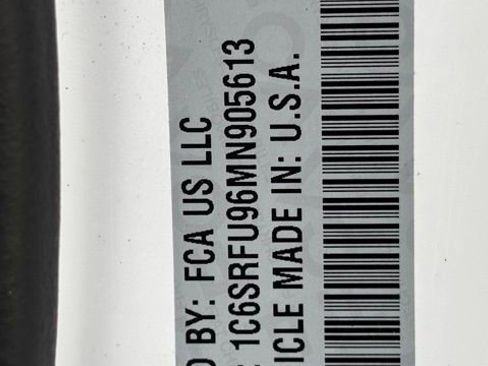 D BY: FCA US LLC
: 1C6SRFU96MN905613
ICLE MADE IN: U.S.A.